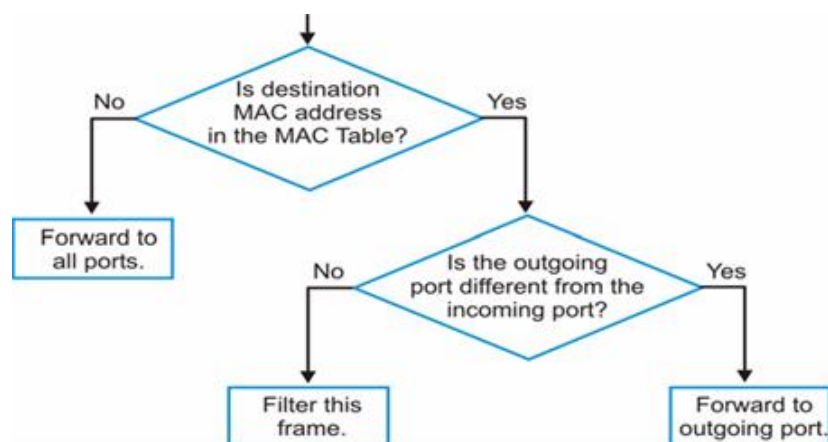 Is destination
MAC address
in the MAC Table?
No
Yes
Forward to
all ports.
Is the outgoing
port different from the
incoming port?
No
Yes
Filter this
frame.
Forward to
outgoing port.